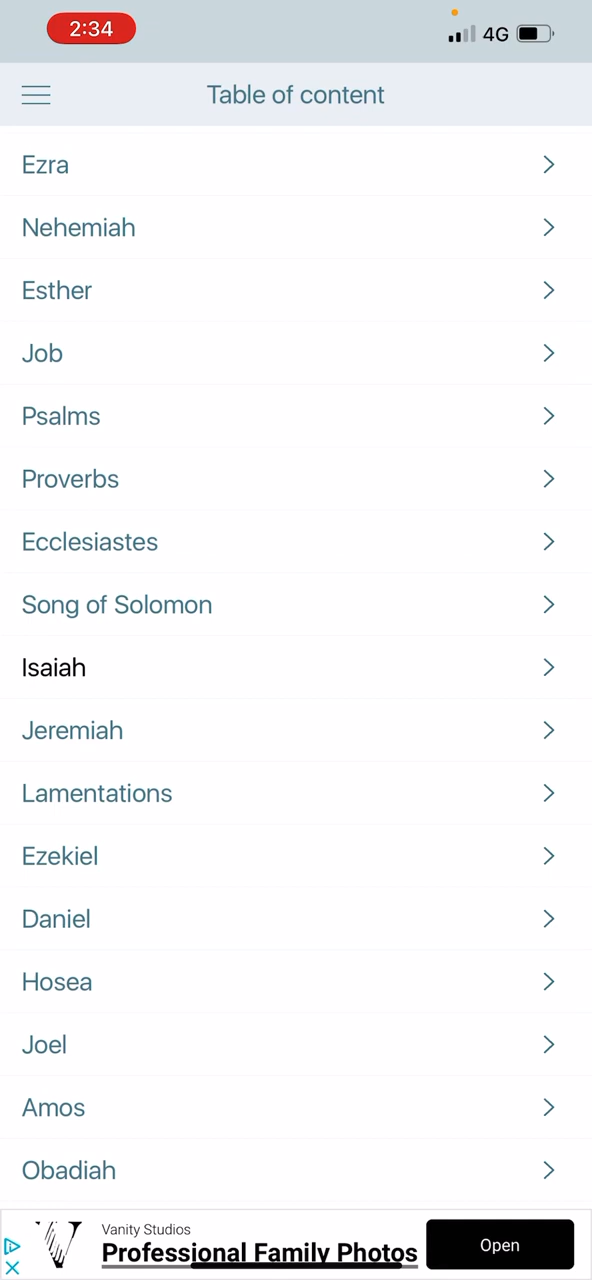 2:34
4G
Table of content
Ezra
Nehemiah
Esther
Job
Psalms
Proverbs
Ecclesiastes
Song of Solomon
Isaiah
Jeremiah
Lamentations
Ezekiel
Daniel
Hosea
Joel
Amos
Obadiah
Vanity Studios
Professional Family Photos
Open